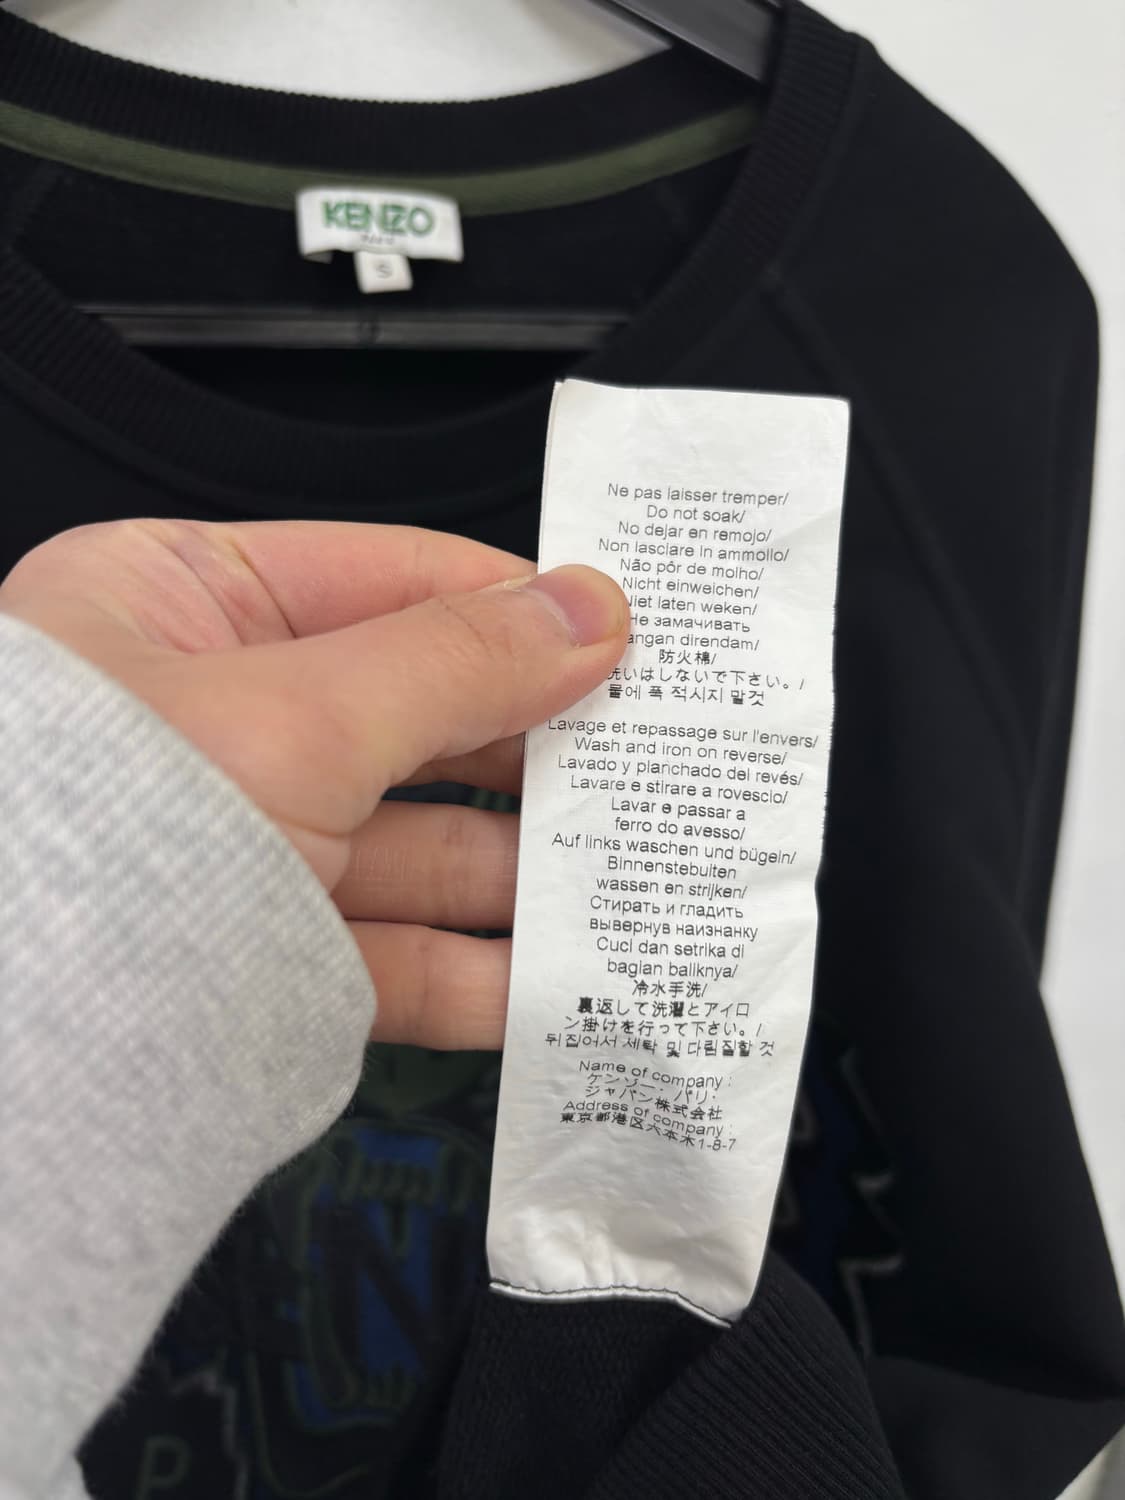 KENZO
S
Ne pas laisser tremper/
Do not soak/
No dejar en remojo/
Non lasciare in ammollo/
Não pôr de molho/
Nicht einweichen/
Niet laten weken/
Не замачивать
angan direndam/
防火棉/
洗いはしないで下さい。/
물에 푹 적시지 말것
Lavage et repassage sur l'envers/
Wash and iron on reverse/
Lavado y planchado del revés/
Lavare e stirare a rovescio/
Lavar e passar a
ferro do avesso/
Auf links waschen und bügeln/
Binnenstebuiten
wassen en strijken/
Стирать и гладить
вывернув наизнанку
Cuci dan setrika di
bagian baliknya/
冷水手洗/
裏返して洗濯とアイロ
ン掛けを行って下さい。/
뒤집어서 세탁 및 다림질할 것
Name of company :
ケンゾー・パリ・
ジャパン株式会社
Address of company :
東京都港区六本木1-8-7
P